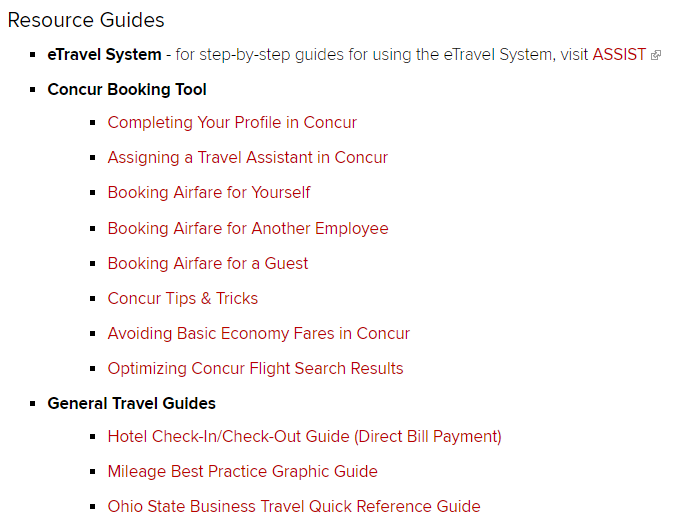 Resource Guides
eTravel System - for step-by-step guides for using the eTravel System, visit ASSIST
Concur Booking Tool
Completing Your Profile in Concur
Assigning a Travel Assistant in Concur
Booking Airfare for Yourself
Booking Airfare for Another Employee
Booking Airfare for a Guest
Concur Tips & Tricks
Avoiding Basic Economy Fares in Concur
Optimizing Concur Flight Search Results
General Travel Guides
Hotel Check-In/Check-Out Guide (Direct Bill Payment)
Mileage Best Practice Graphic Guide
Ohio State Business Travel Quick Reference Guide